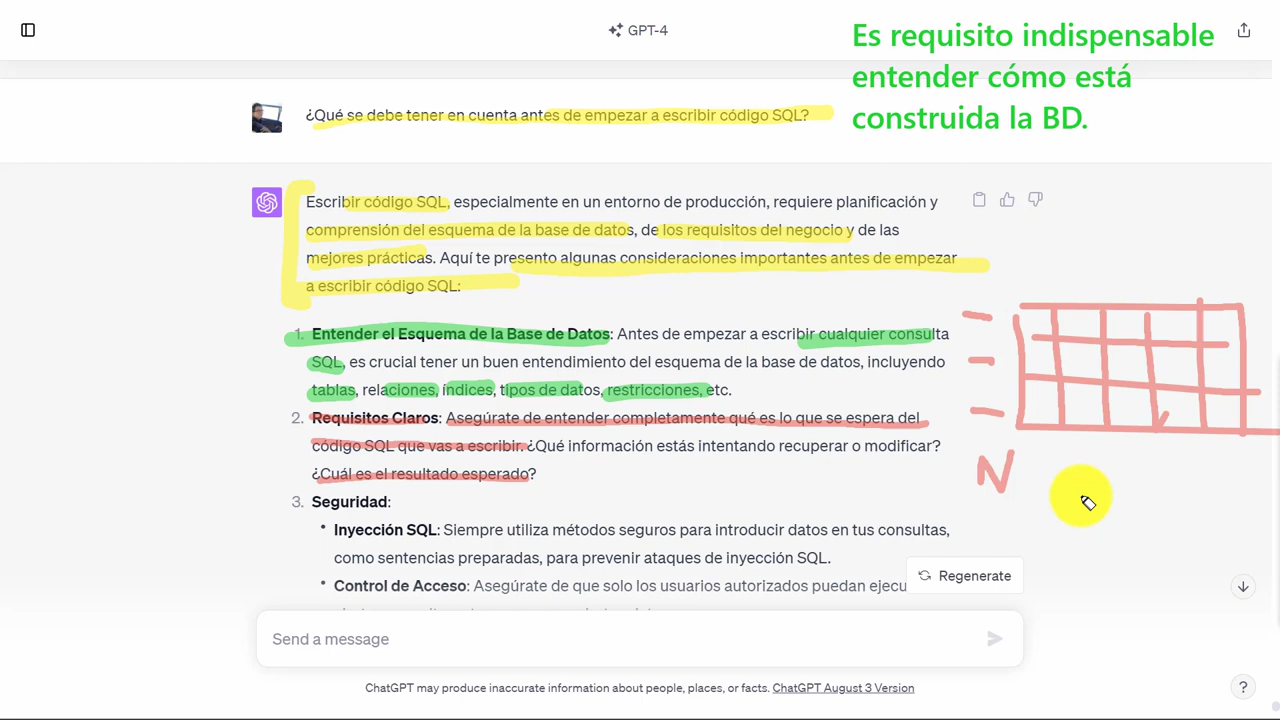 GPT-4
Es requisito indispensable
entender cómo está
construida la BD.
¿Qué se debe tener en cuenta antes de empezar a escribir código SQL?
Escribir código SQL, especialmente en un entorno de producción, requiere planificación y
comprensión del esquema de la base de datos, de los requisitos del negocio y de las
mejores prácticas. Aquí te presento algunas consideraciones importantes antes de empezar
a escribir código SQL:
1. Entender el Esquema de la Base de Datos: Antes de empezar a escribir cualquier consulta
SQL, es crucial tener un buen entendimiento del esquema de la base de datos, incluyendo
tablas, relaciones, índices, tipos de datos, restricciones, etc.
2. Requisitos Claros: Asegúrate de entender completamente qué es lo que se espera del
código SQL que vas a escribir. ¿Qué información estás intentando recuperar o modificar?
¿Cuál es el resultado esperado?
N
3. Seguridad:
• Inyección SQL: Siempre utiliza métodos seguros para introducir datos en tus consultas,
como sentencias preparadas, para prevenir ataques de inyección SQL.
• Control de Acceso: Asegúrate de que solo los usuarios autorizados puedan ejecu
Regenerate
Send a message
ChatGPT may produce inaccurate information about people, places, or facts. ChatGPT August 3 Version
?